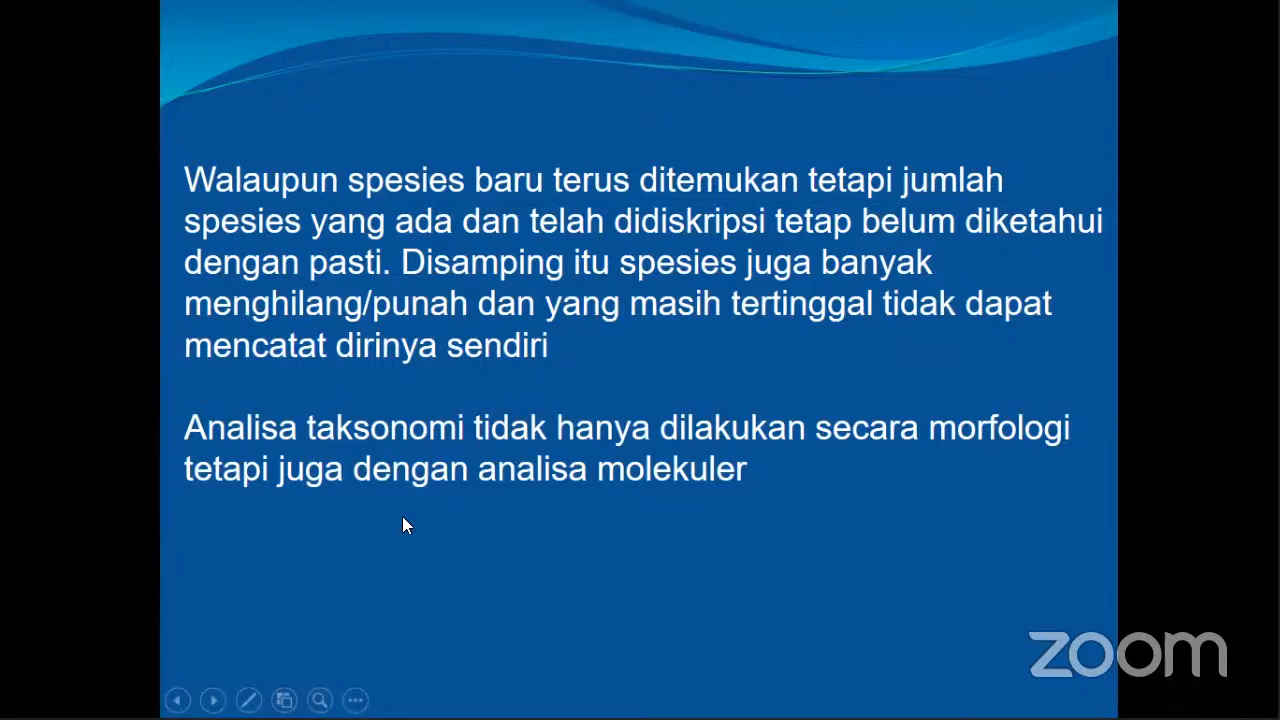 Walaupun spesies baru terus ditemukan tetapi jumlah
spesies yang ada dan telah didiskripsi tetap belum diketahui
dengan pasti. Disamping itu spesies juga banyak
menghilang/punah dan yang masih tertinggal tidak dapat
mencatat dirinya sendiri
Analisa taksonomi tidak hanya dilakukan secara morfologi
tetapi juga dengan analisa molekuler
zoom